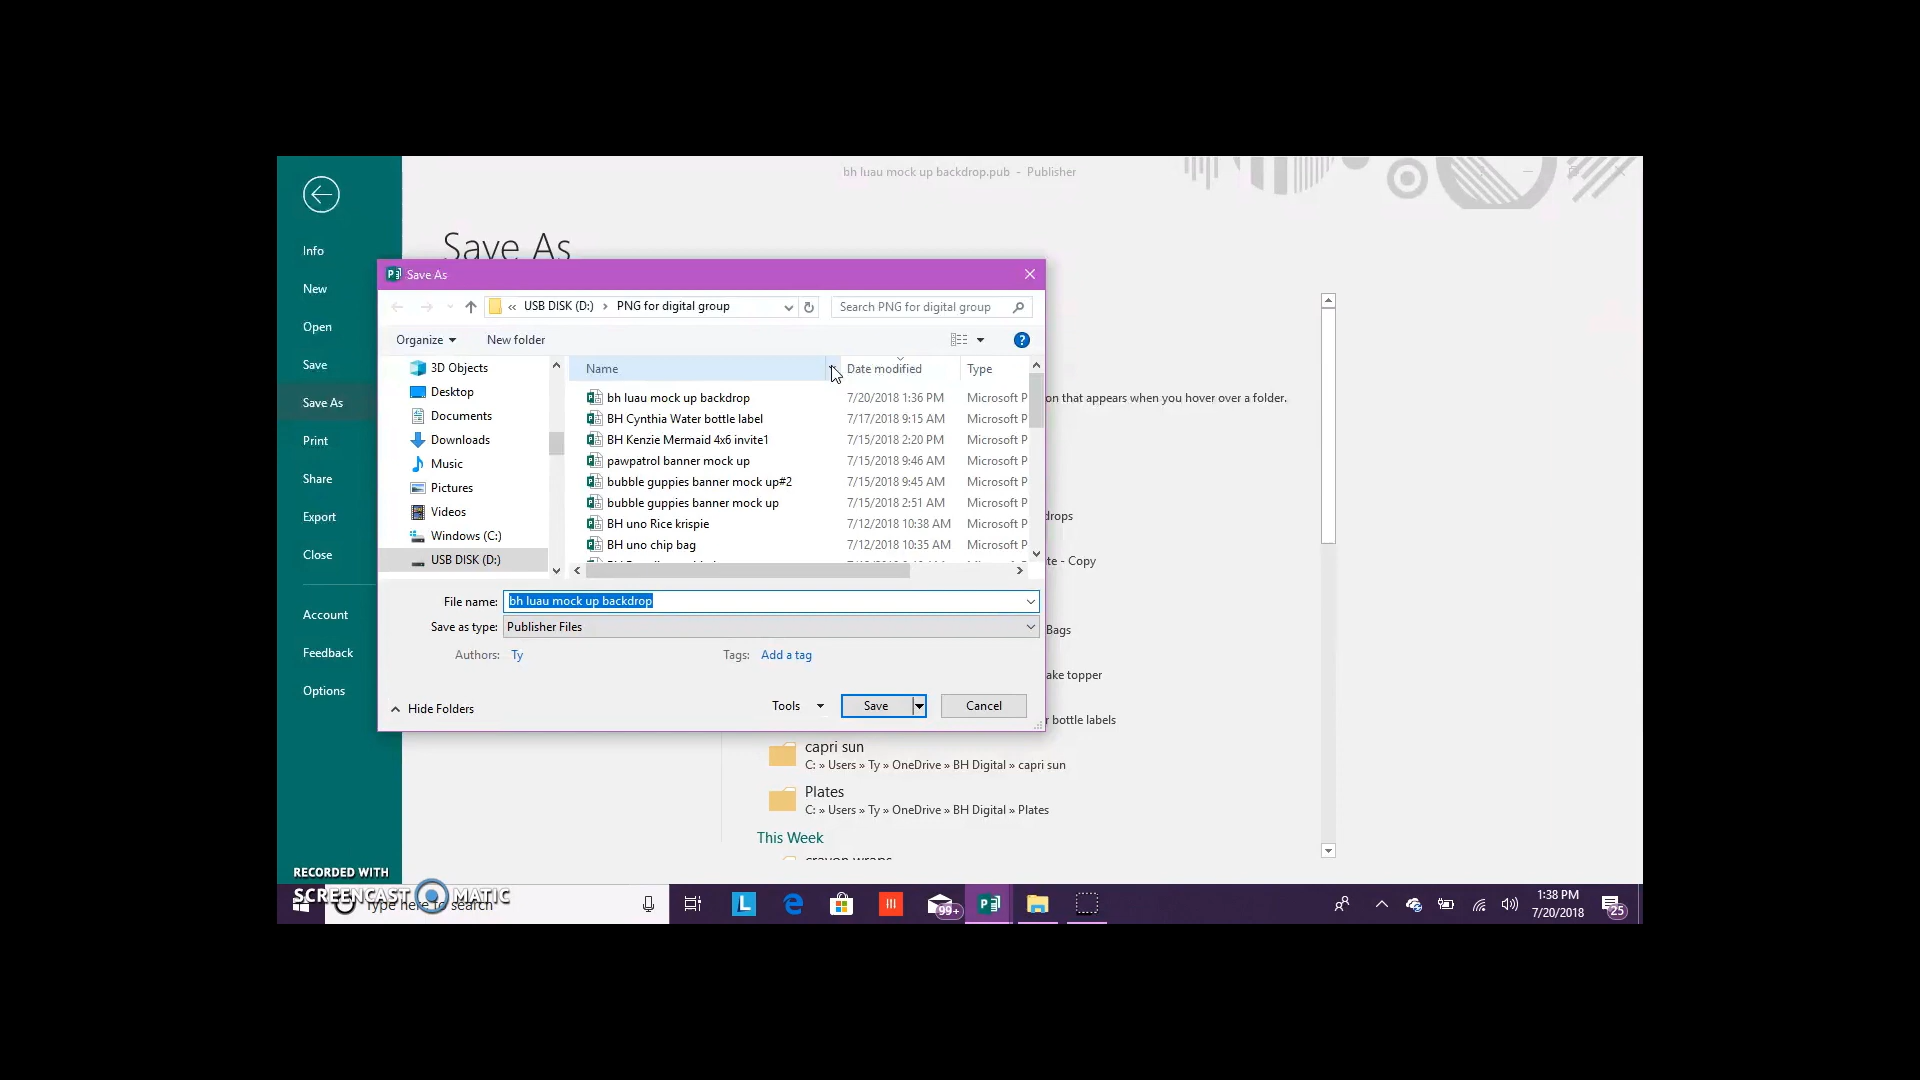 bh luau mock up backdrop.pub - Publisher
Info
New
Open
Save
Save As
Print
Share
Export
Close
Account
Feedback
Options
Save As
Save As
« USB DISK (D:) › PNG for digital group
Search PNG for digital group
Organize
New folder
3D Objects
Desktop
Documents
Downloads
Music
Pictures
Videos
Windows (C:)
USB DISK (D:)
Name Date modified Type
bh luau mock up backdrop 7/20/2018 1:36 PM Microsoft P
BH Cynthia Water bottle label 7/17/2018 9:15 AM Microsoft P
BH Kenzie Mermaid 4x6 invite1 7/15/2018 2:20 PM Microsoft P
pawpatrol banner mock up 7/15/2018 9:46 AM Microsoft P
bubble guppies banner mock up#2 7/15/2018 9:45 AM Microsoft P
bubble guppies banner mock up 7/15/2018 2:51 AM Microsoft P
BH uno Rice krispie 7/12/2018 10:38 AM Microsoft P
BH uno chip bag 7/12/2018 10:35 AM Microsoft P
File name: bh luau mock up backdrop
Save as type: Publisher Files
Authors: Ty
Tags: Add a tag
Hide Folders
Tools
Save
Cancel
on that appears when you hover over a folder.
drops
te - Copy
Bags
ake topper
r bottle labels
capri sun
C: » Users » Ty » OneDrive » BH Digital » capri sun
Plates
C: » Users » Ty » OneDrive » BH Digital » Plates
This Week
crayon wraps
RECORDED WITH
SCREENCAST MATIC
Type here to search
99+
1:38 PM
7/20/2018
25